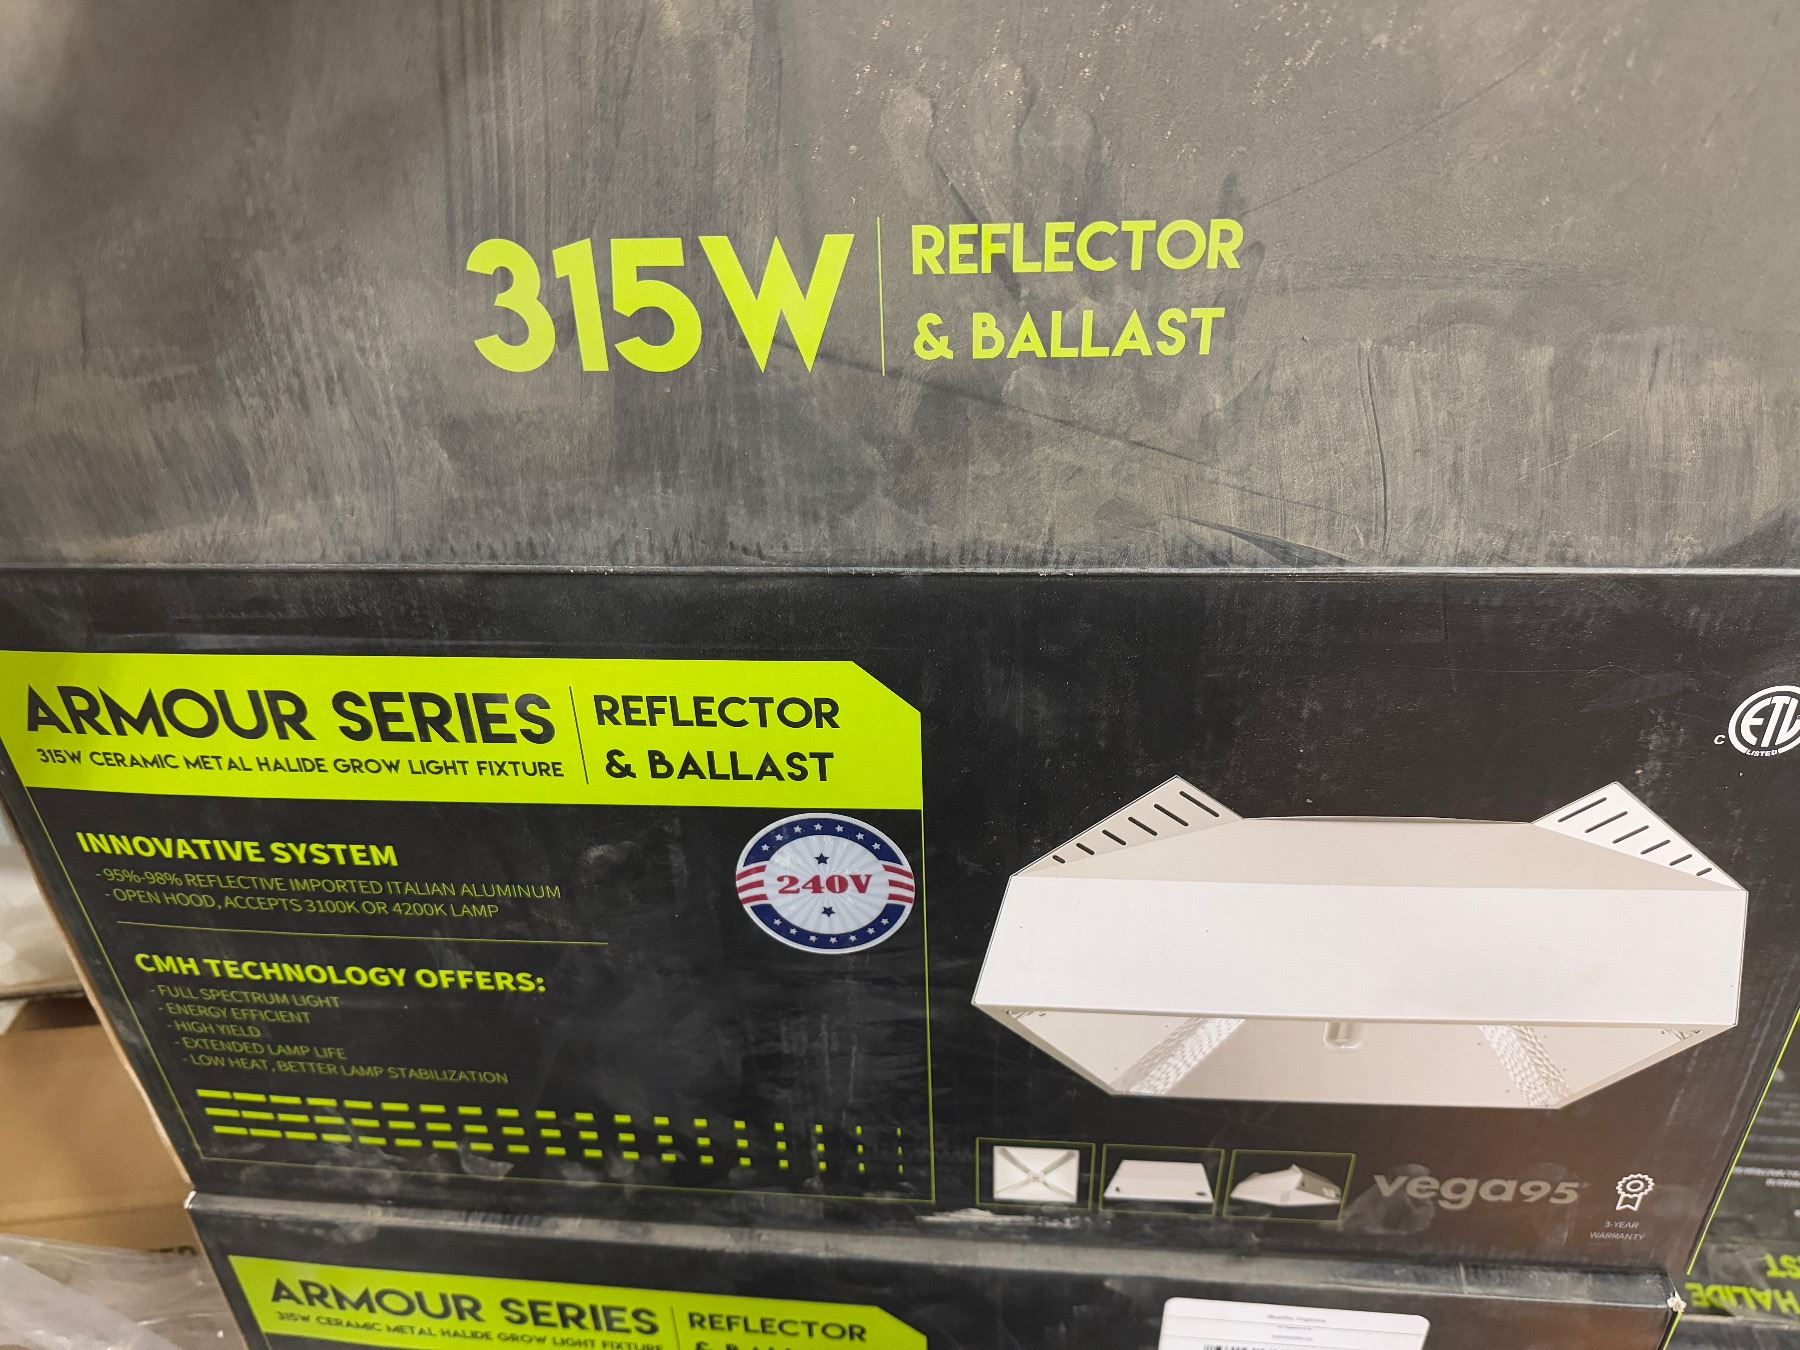 315W
REFLECTOR
& BALLAST
ARMOUR SERIES
315W CERAMIC METAL HALIDE GROW LIGHT FIXTURE
REFLECTOR
& BALLAST
INNOVATIVE SYSTEM
- 95%-98% REFLECTIVE IMPORTED ITALIAN ALUMINUM
- OPEN HOOD, ACCEPTS 3100K OR 4200K LAMP
240V
CMH TECHNOLOGY OFFERS:
- FULL SPECTRUM LIGHT
- ENERGY EFFICIENT
- HIGH YIELD
- EXTENDED LAMP LIFE
- LOW HEAT, BETTER LAMP STABILIZATION
C ETL
LISTED
vega95
3-YEAR
WARRANTY
ARMOUR SERIES
315W CERAMIC METAL HALIDE GROW LIGHT FIXTURE
REFLECTOR
HALIDE